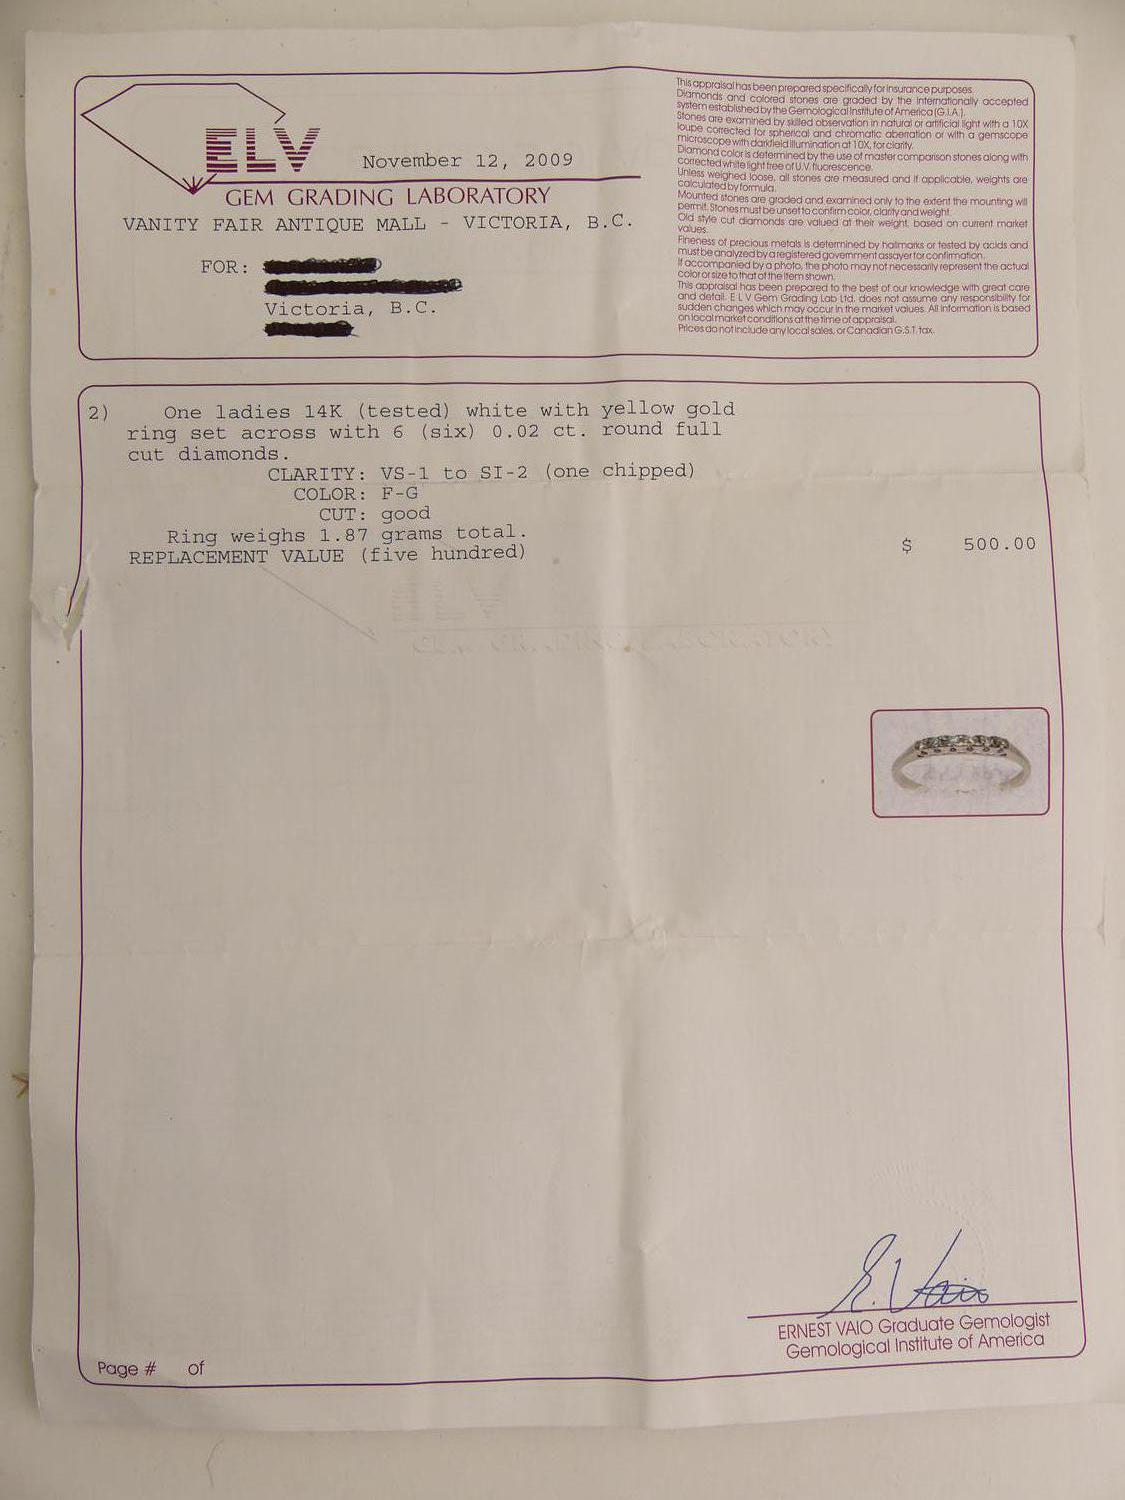 ELV
November 12, 2009
GEM GRADING LABORATORY
VANITY FAIR ANTIQUE MALL - VICTORIA, B.C.
FOR:
Victoria, B.C.
This appraisal has been prepared specifically for insurance purposes.
Diamonds and colored stones are graded by the internationally accepted
system established by the Gemological Institute of America (G.I.A.).
Stones are examined by skilled observation in natural or artificial light with a 10X
loupe corrected for spherical and chromatic aberration or with a gemscope
microscope with darkfield illumination at 10X, for clarity.
Diamond color is determined by the use of master comparison stones along with
corrected white light free of U.V. fluorescence.
Unless weighed loose, all stones are measured and if applicable, weights are
calculated by formula.
Mounted stones are graded and examined only to the extent the mounting will
permit. Stones must be unset to confirm color, clarity and weight.
Old style cut diamonds are valued at their weight, based on current market
values.
Fineness of precious metals is determined by hallmarks or tested by acids and
must be analyzed by a registered government assayer for confirmation.
If accompanied by a photo, the photo may not necessarily represent the actual
color or size to that of the item shown.
This appraisal has been prepared to the best of our knowledge with great care
and detail. E L V Gem Grading Lab Ltd. does not assume any responsibility for
sudden changes which may occur in the market values. All information is based
on local market conditions at the time of appraisal.
Prices do not include any local sales, or Canadian G.S.T. tax.
2) One ladies 14K (tested) white with yellow gold
ring set across with 6 (six) 0.02 ct. round full
cut diamonds.
CLARITY: VS-1 to SI-2 (one chipped)
COLOR: F-G
CUT: good
Ring weighs 1.87 grams total.
REPLACEMENT VALUE (five hundred) $ 500.00
E. Vaio
ERNEST VAIO Graduate Gemologist
Gemological Institute of America
Page # of